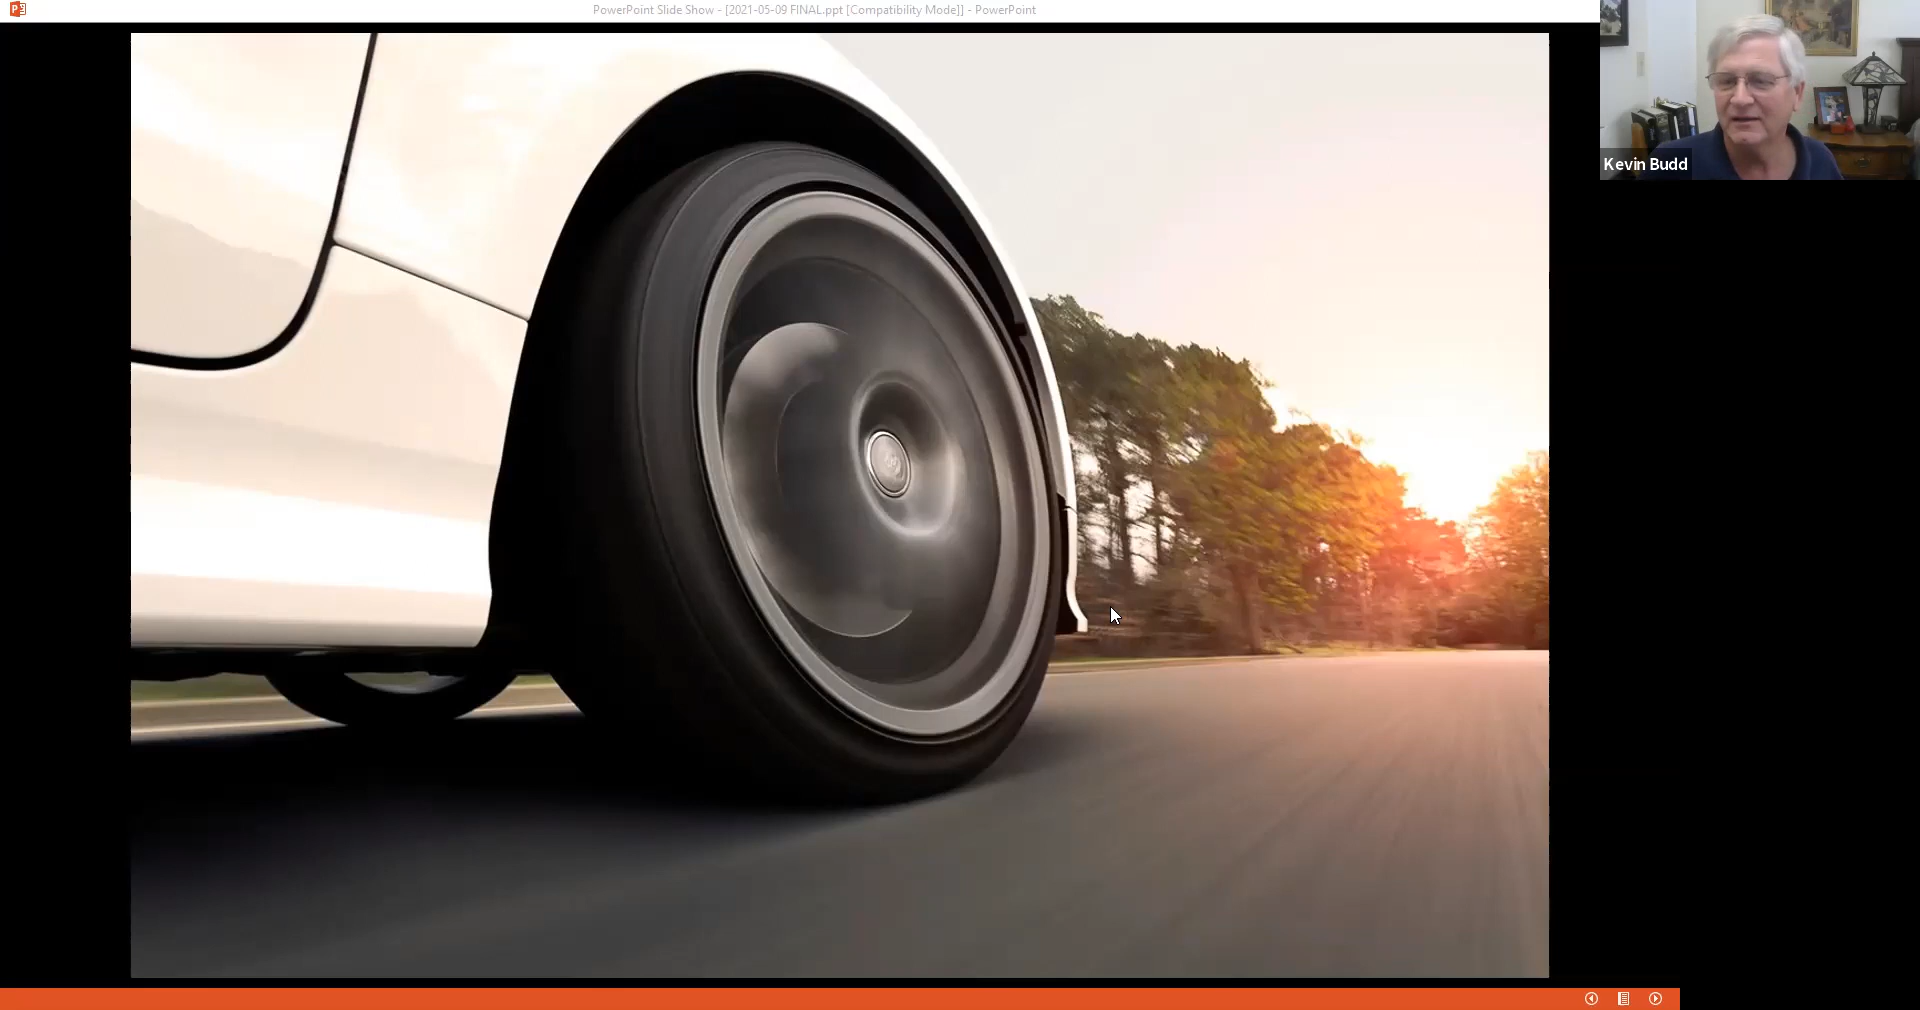 PowerPoint Slide Show - [2021-05-09 FINAL.ppt [Compatibility Mode]] - PowerPoint
Kevin Budd